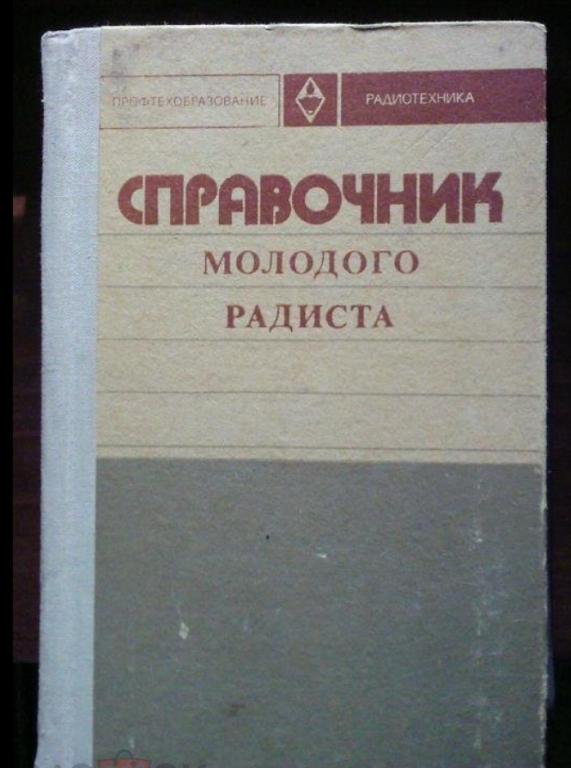 ПРОФТЕХОБРАЗОВАНИЕ РАДИОТЕХНИКА
СПРАВОЧНИК
МОЛОДОГО
РАДИСТА